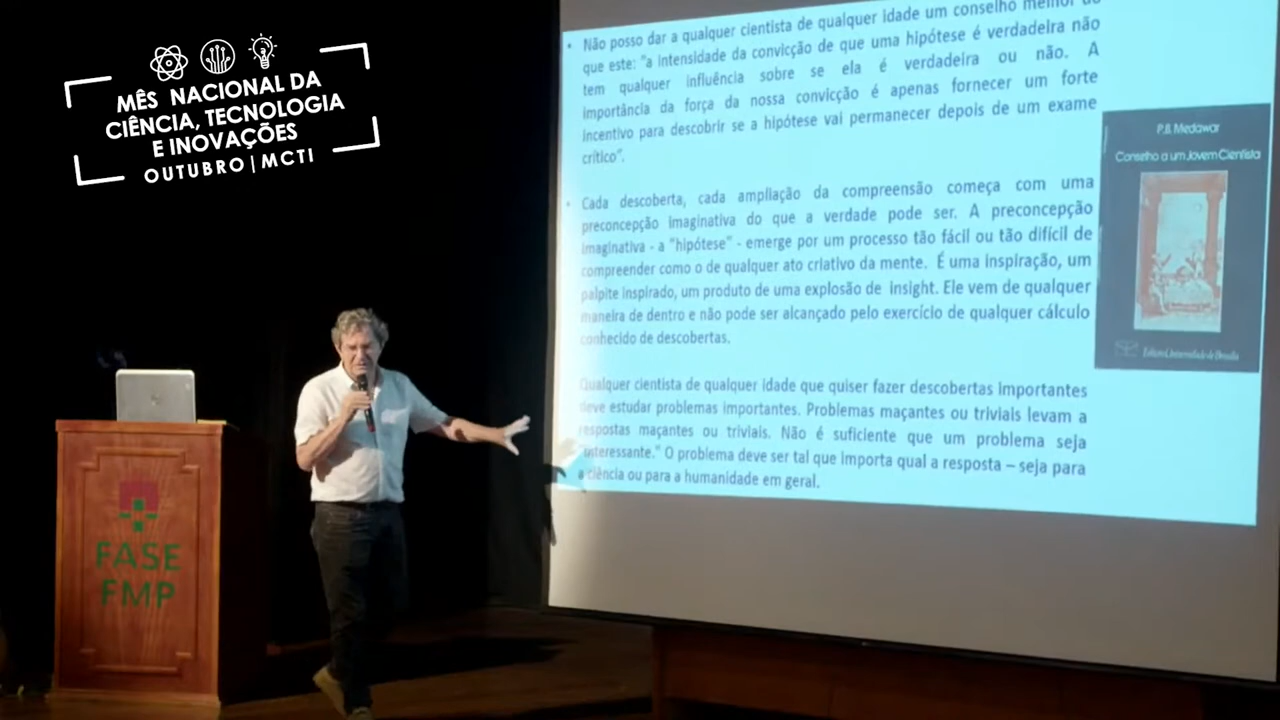 MÊS NACIONAL DA
CIÊNCIA, TECNOLOGIA
E INOVAÇÕES
OUTUBRO | MCTI
• Não posso dar a qualquer cientista de qualquer idade um conselho melhor do
que este: "a intensidade da convicção de que uma hipótese é verdadeira não
tem qualquer influência sobre se ela é verdadeira ou não. A
importância da força da nossa convicção é apenas fornecer um forte
incentivo para descobrir se a hipótese vai permanecer depois de um exame
crítico".
• Cada descoberta, cada ampliação da compreensão começa com uma
preconcepção imaginativa do que a verdade pode ser. A preconcepção
imaginativa - a "hipótese" - emerge por um processo tão fácil ou tão difícil de
compreender como o de qualquer ato criativo da mente. É uma inspiração, um
palpite inspirado, um produto de uma explosão de insight. Ele vem de qualquer
maneira de dentro e não pode ser alcançado pelo exercício de qualquer cálculo
conhecido de descobertas.
Qualquer cientista de qualquer idade que quiser fazer descobertas importantes
deve estudar problemas importantes. Problemas maçantes ou triviais levam a
respostas maçantes ou triviais. Não é suficiente que um problema seja
"interessante." O problema deve ser tal que importa qual a resposta – seja para
a ciência ou para a humanidade em geral.
P.B. Medawar
Conselho a um Jovem Cientista
Editora Universidade de Brasília
FASE
FMP